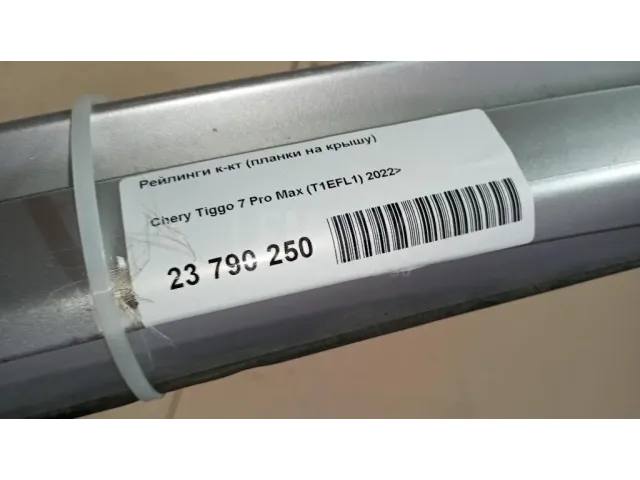 Рейлинги к-кт (планки на крышу)
Chery Tiggo 7 Pro Max (T1EFL1) 2022>
23 790 250